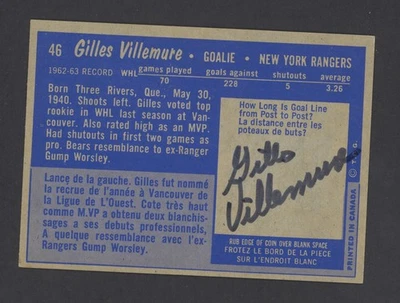 46 Gilles Villemure • GOALIE • NEW YORK RANGERS
1962-63 RECORD WHL games played goals against shutouts average
70 228 5 3.26
Born Three Rivers, Que., May 30,
1940. Shoots left. Gilles voted top
rookie in WHL last season at Van-
couver. Also rated high as an MVP.
Had shutouts in first two games as
pro. Bears resemblance to ex-Ranger
Gump Worsley.
Lance de la gauche. Gilles fut nommé
la recrue de l'année à Vancouver de
la Ligue de L'Ouest. Cote très haut
comme M.VP a obtenu deux blanchis-
sages a ses debuts professionnels,
A quelque ressemblance avec l'ex-
Rangers Gump Worsley.
How Long Is Goal Line
from Post to Post?
La distance entre les
poteaux de buts?
Gilles
Villemure
RUB EDGE OF COIN OVER BLANK SPACE
FROTEZ LE BORDE DE LA PIECE
SUR L'ENDROIT BLANC
PRINTED IN CANADA